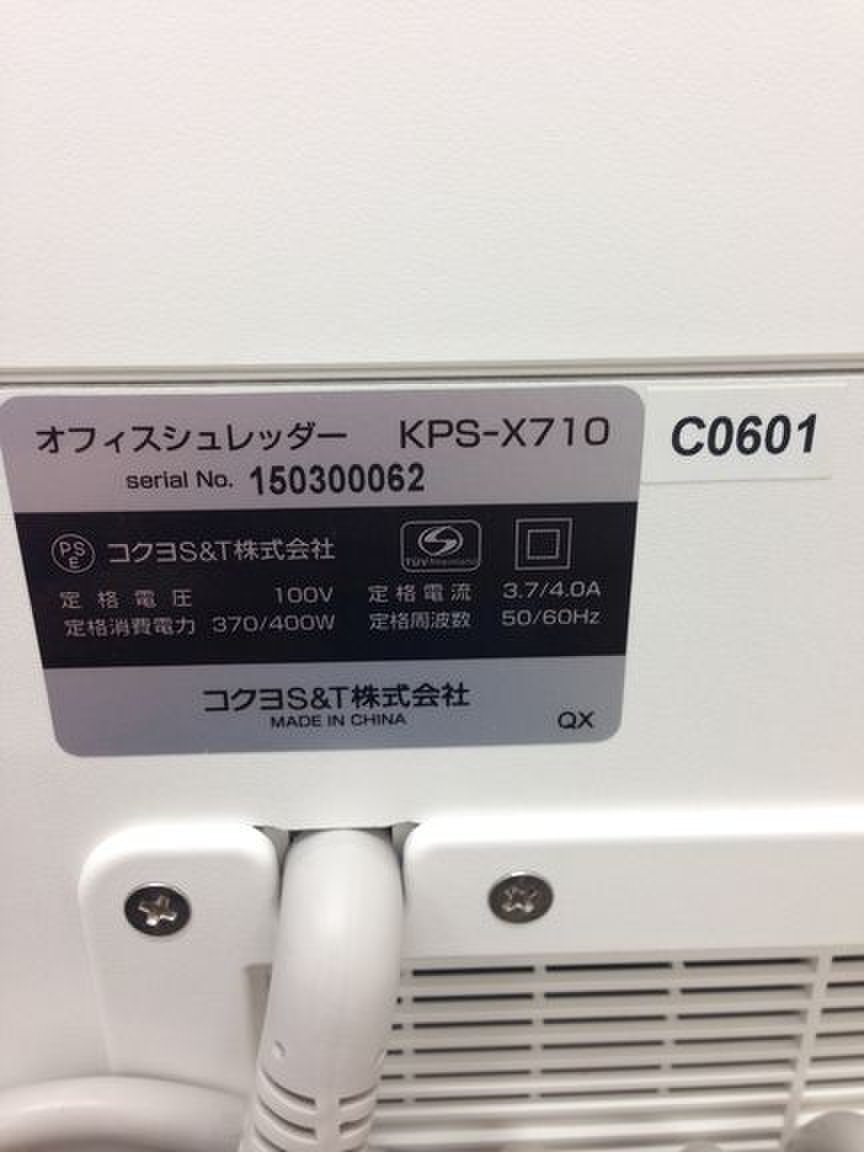 オフィスシュレッダー KPS-X710
C0601
serial No. 150300062
PS E コクヨS&T株式会社 TÜVRheinland
定格電圧 100V 定格電流 3.7/4.0A
定格消費電力 370/400W 定格周波数 50/60Hz
コクヨS&T株式会社
MADE IN CHINA
QX